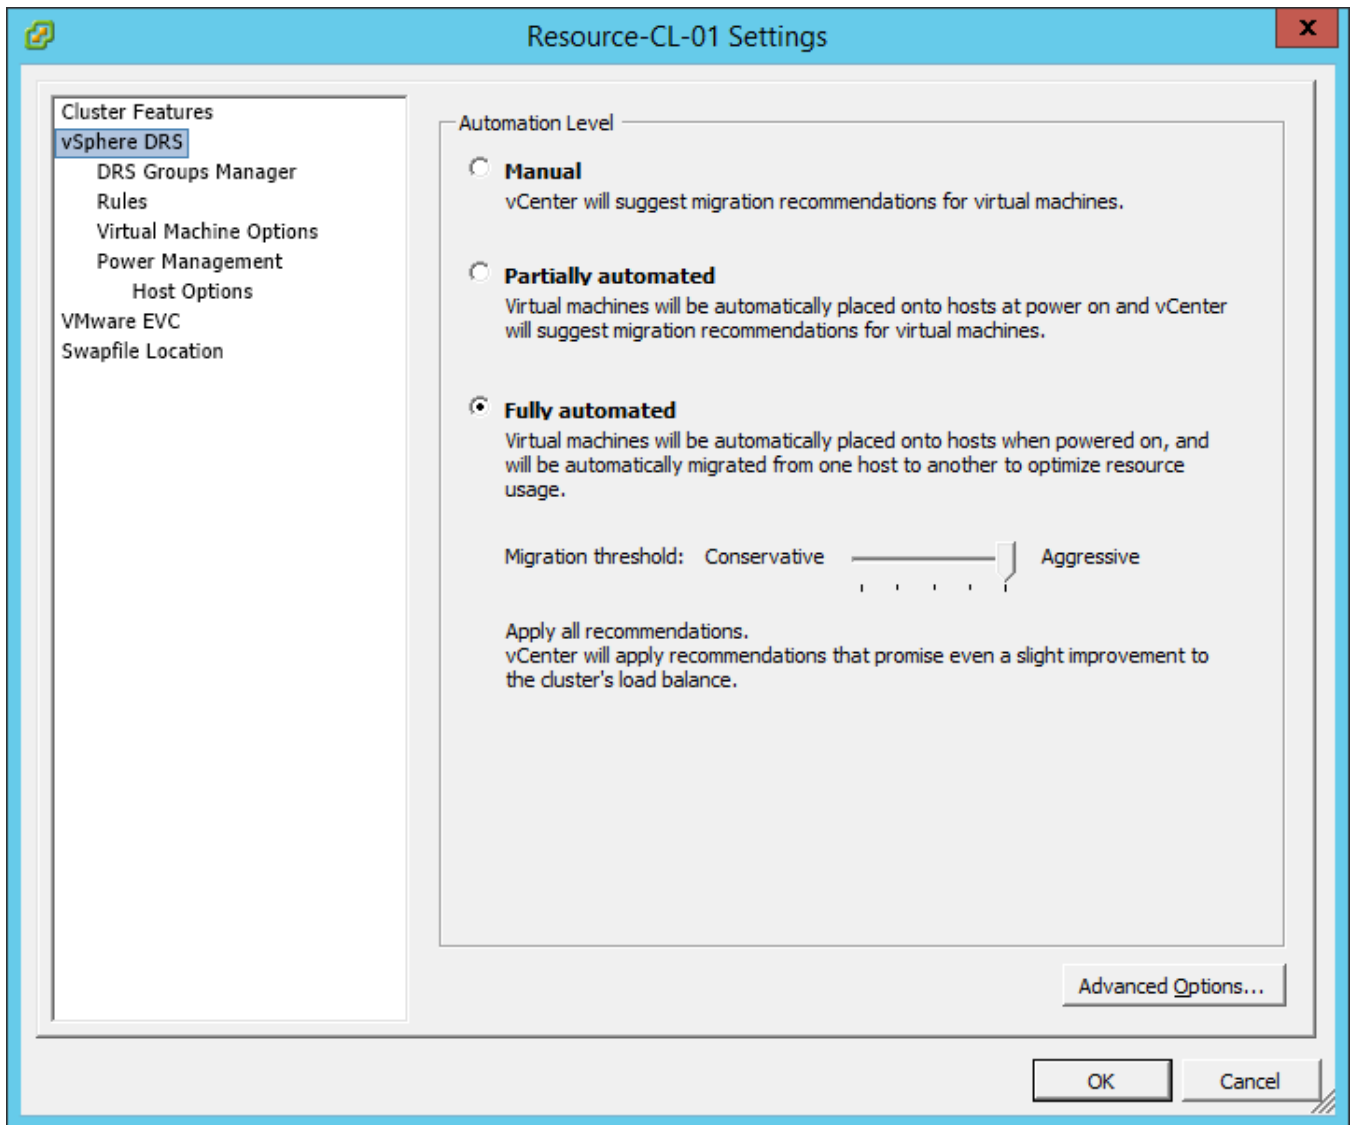 Resource-CL-01 Settings
x
Cluster Features
vSphere DRS
DRS Groups Manager
Rules
Virtual Machine Options
Power Management
Host Options
VMware EVC
Swapfile Location
Automation Level
Manual
vCenter will suggest migration recommendations for virtual machines.
Partially automated
Virtual machines will be automatically placed onto hosts at power on and vCenter
will suggest migration recommendations for virtual machines.
Fully automated
Virtual machines will be automatically placed onto hosts when powered on, and
will be automatically migrated from one host to another to optimize resource
usage.
Migration threshold: Conservative Aggressive
Apply all recommendations.
vCenter will apply recommendations that promise even a slight improvement to
the cluster's load balance.
Advanced Options...
OK Cancel